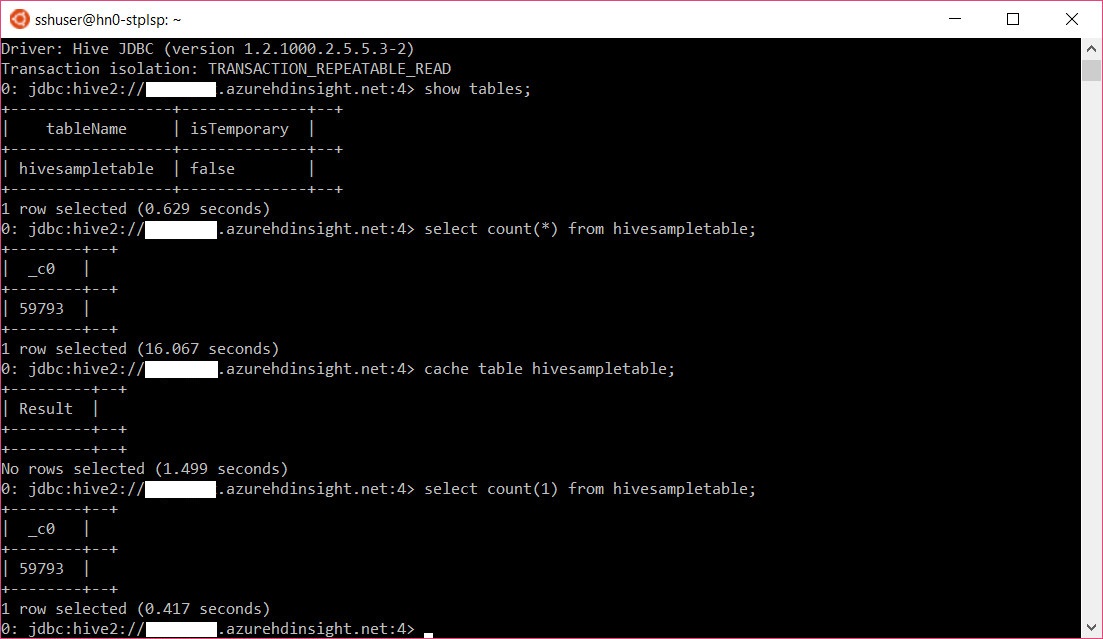 sshuser@hn0-stplsp: ~
Driver: Hive JDBC (version 1.2.1000.2.5.5.3-2)
Transaction isolation: TRANSACTION_REPEATABLE_READ
0: jdbc:hive2://        .azurehdinsight.net:4> show tables;
+------------------+--------------+--+
|    tableName     | isTemporary  |
+------------------+--------------+--+
| hivesampletable  | false        |
+------------------+--------------+--+
1 row selected (0.629 seconds)
0: jdbc:hive2://        .azurehdinsight.net:4> select count(*) from hivesampletable;
+--------+--+
|  _c0   |
+--------+--+
| 59793  |
+--------+--+
1 row selected (16.067 seconds)
0: jdbc:hive2://        .azurehdinsight.net:4> cache table hivesampletable;
+---------+--+
| Result  |
+---------+--+
+---------+--+
No rows selected (1.499 seconds)
0: jdbc:hive2://        .azurehdinsight.net:4> select count(1) from hivesampletable;
+--------+--+
|  _c0   |
+--------+--+
| 59793  |
+--------+--+
1 row selected (0.417 seconds)
0: jdbc:hive2://        .azurehdinsight.net:4>